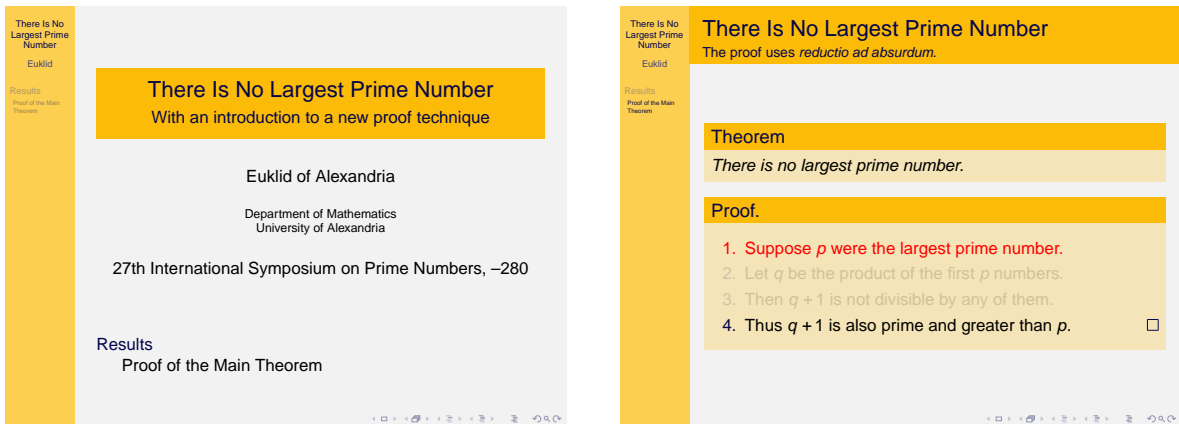 There Is No
Largest Prime
Number
Euklid
Results
Proof of the Main
Theorem
There Is No Largest Prime Number
With an introduction to a new proof technique
Euklid of Alexandria
Department of Mathematics
University of Alexandria
27th International Symposium on Prime Numbers, –280
Results
Proof of the Main Theorem
There Is No
Largest Prime
Number
Euklid
Results
Proof of the Main
Theorem
There Is No Largest Prime Number
The proof uses reductio ad absurdum.
Theorem
There is no largest prime number.
Proof.
1. Suppose p were the largest prime number.
2. Let q be the product of the first p numbers.
3. Then q + 1 is not divisible by any of them.
4. Thus q + 1 is also prime and greater than p. □